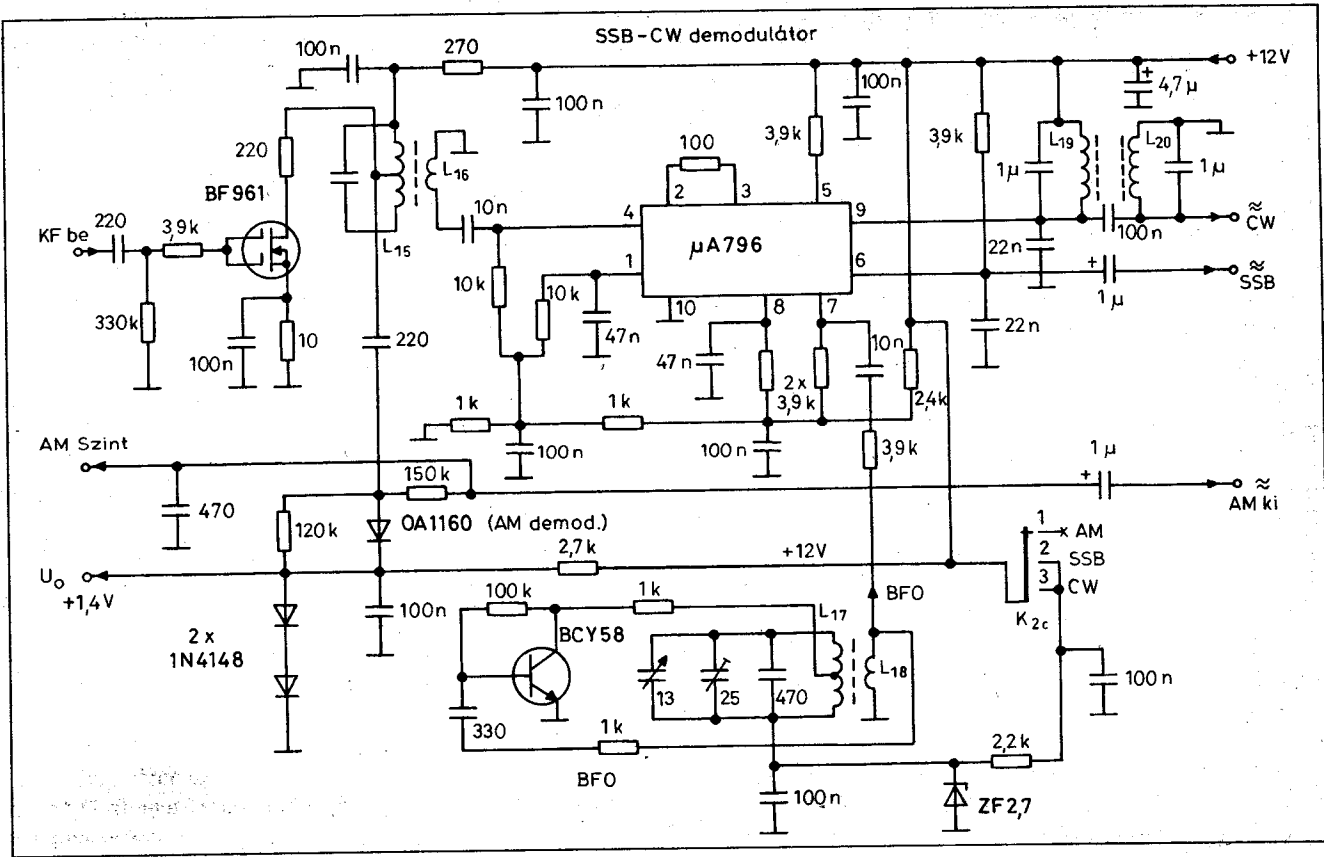 SSB-CW demodulátor
100n
270
+12V
100n
100n
4,7µ
+
220
3,9k
3,9k
L19
L20
1µ
1µ
BF961
L16
100
2
3
5
10n
4
9
≈
CW
100n
KF be
220
3,9k
L15
µA796
22n
6
≈
SSB
+
1µ
1
10k
10k
10
8
7
330k
100n
10
220
47n
47n
2x
3,9k
10n
2,4k
22n
1k
1k
AM Szint
100n
100n
3,9k
1µ
+
≈
AM ki
470
150k
120k
OA1160 (AM demod.)
1
AM
2
SSB
3
CW
K2c
2,7k
+12V
Uo
+1,4V
100n
100k
1k
L17
BFO
2x
1N4148
BCY58
L18
13
25
470
100n
330
1k
BFO
2,2k
100n
ZF2,7